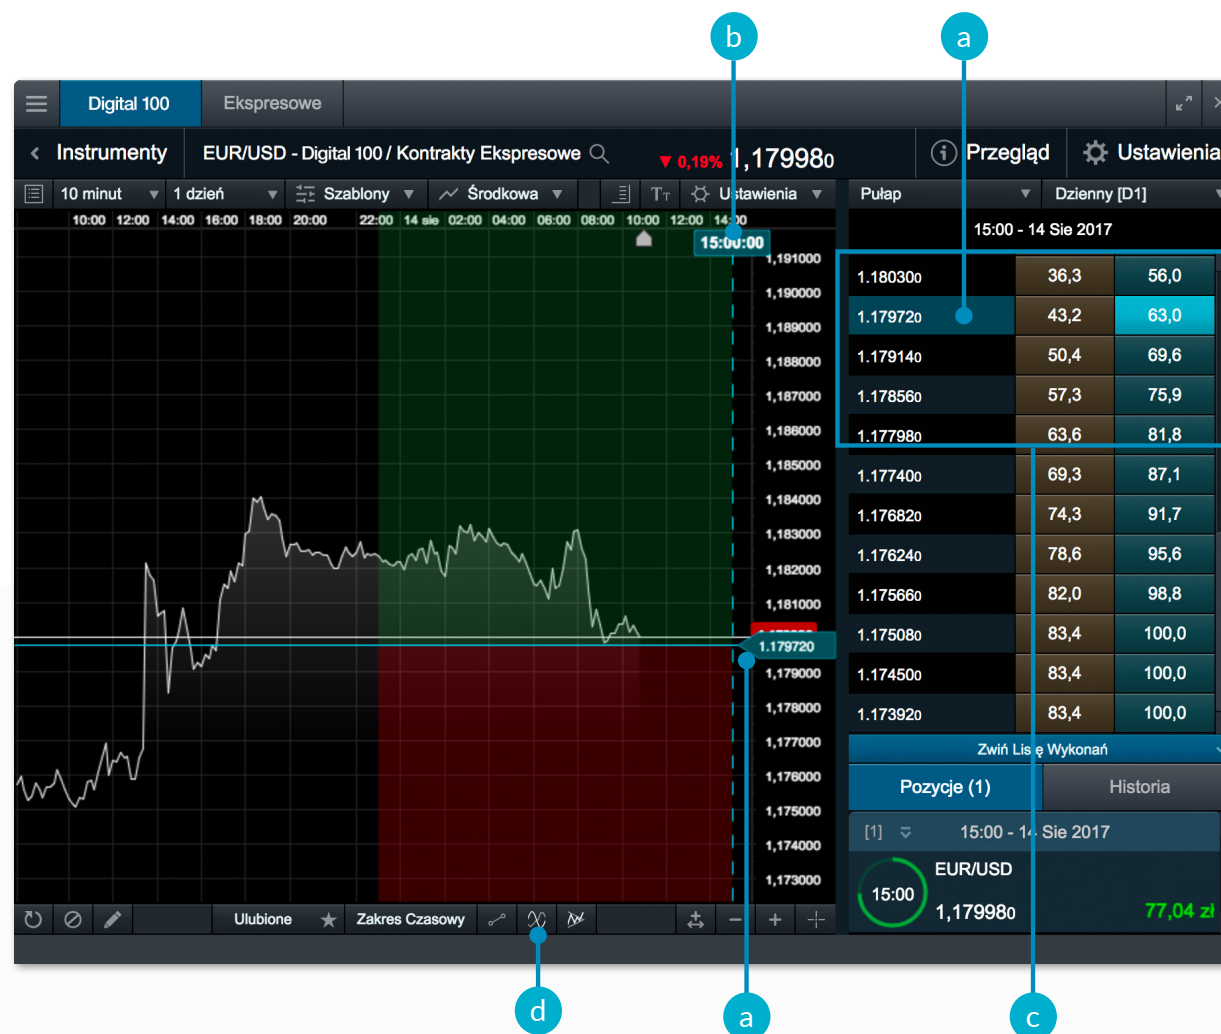 b a
Digital 100 Ekspresowe
Instrumenty EUR/USD - Digital 100 / Kontrakty Ekspresowe 0,19% 1,179980 Przegląd Ustawienia
10 minut 1 dzień Szablony Środkowa Ustawienia Pułap Dzienny [D1]
10:00 12:00 14:00 16:00 18:00 20:00 22:00 14 sie 02:00 04:00 06:00 08:00 10:00 12:00 14:00
15:00 - 14 Sie 2017
15:00:00
1,191000
1,190000
1,189000
1,188000
1,187000
1,186000
1,185000
1,184000
1,183000
1,182000
1,181000
1.179720
1,179000
1,178000
1,177000
1,176000
1,175000
1,174000
1,173000
1.180300 36,3 56,0
1.179720 43,2 63,0
1.179140 50,4 69,6
1.178560 57,3 75,9
1.177980 63,6 81,8
1.177400 69,3 87,1
1.176820 74,3 91,7
1.176240 78,6 95,6
1.175660 82,0 98,8
1.175080 83,4 100,0
1.174500 83,4 100,0
1.173920 83,4 100,0
a
Zwiń Listę Wykonań
Pozycje (1) Historia
[1] 15:00 - 14 Sie 2017
EUR/USD
15:00
1,179980 77,04 zł
Ulubione Zakres Czasowy
d a c